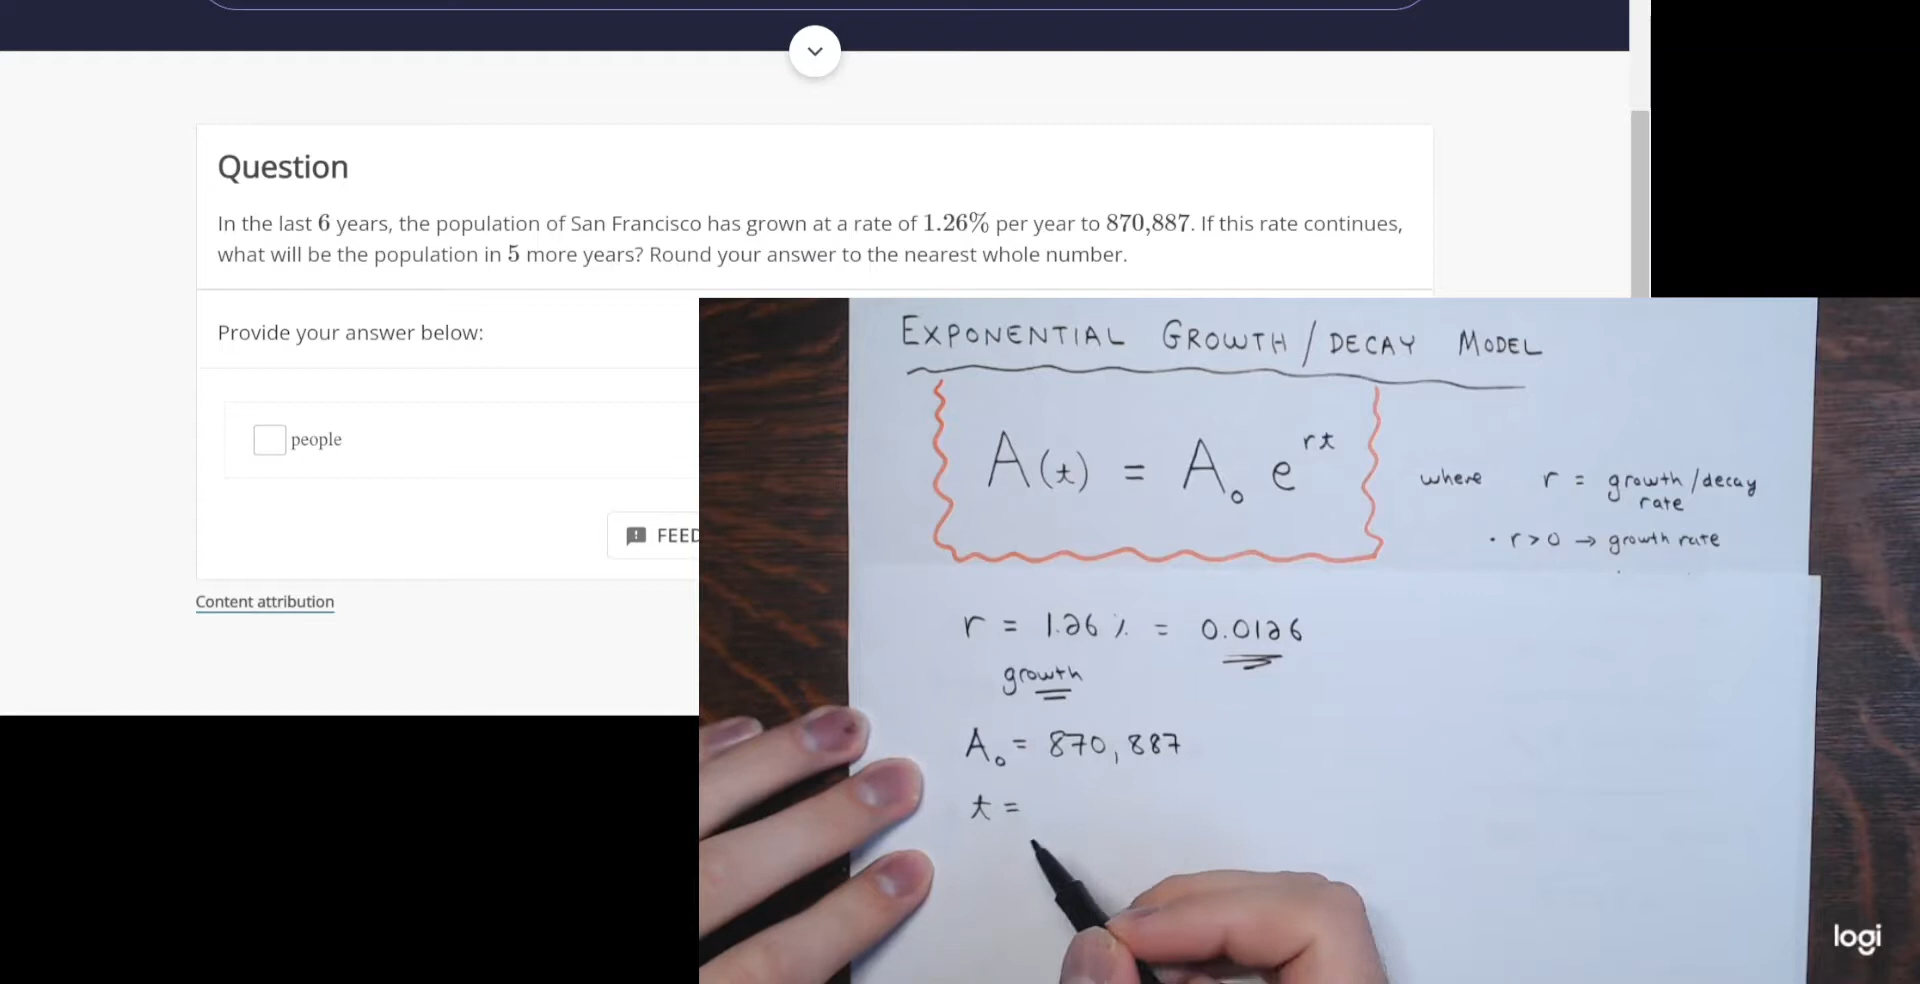 Question
In the last 6 years, the population of San Francisco has grown at a rate of 1.26% per year to 870,887. If this rate continues,
what will be the population in 5 more years? Round your answer to the nearest whole number.
Provide your answer below:
people
FEED
Content attribution
EXPONENTIAL GROWTH / DECAY MODEL
A(t) = A₀ e^rt
where r = growth/decay
rate
• r > 0 → growth rate
r = 1.26 % = 0.0126
growth
A₀ = 870,887
t =
logi